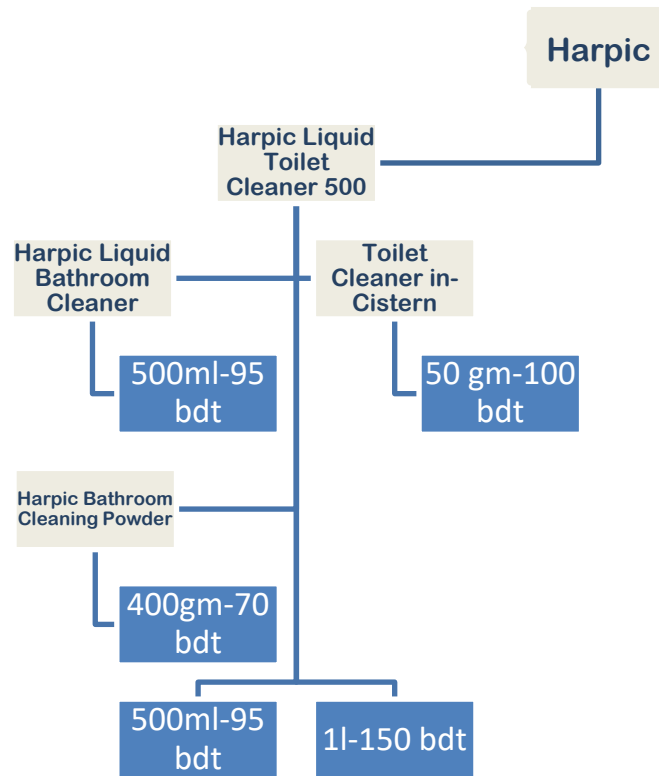 Harpic
Harpic Liquid
Toilet
Cleaner 500
Harpic Liquid
Bathroom
Cleaner
Toilet
Cleaner in-
Cistern
500ml-95
bdt
50 gm-100
bdt
Harpic Bathroom
Cleaning Powder
400gm-70
bdt
500ml-95
bdt
1l-150 bdt